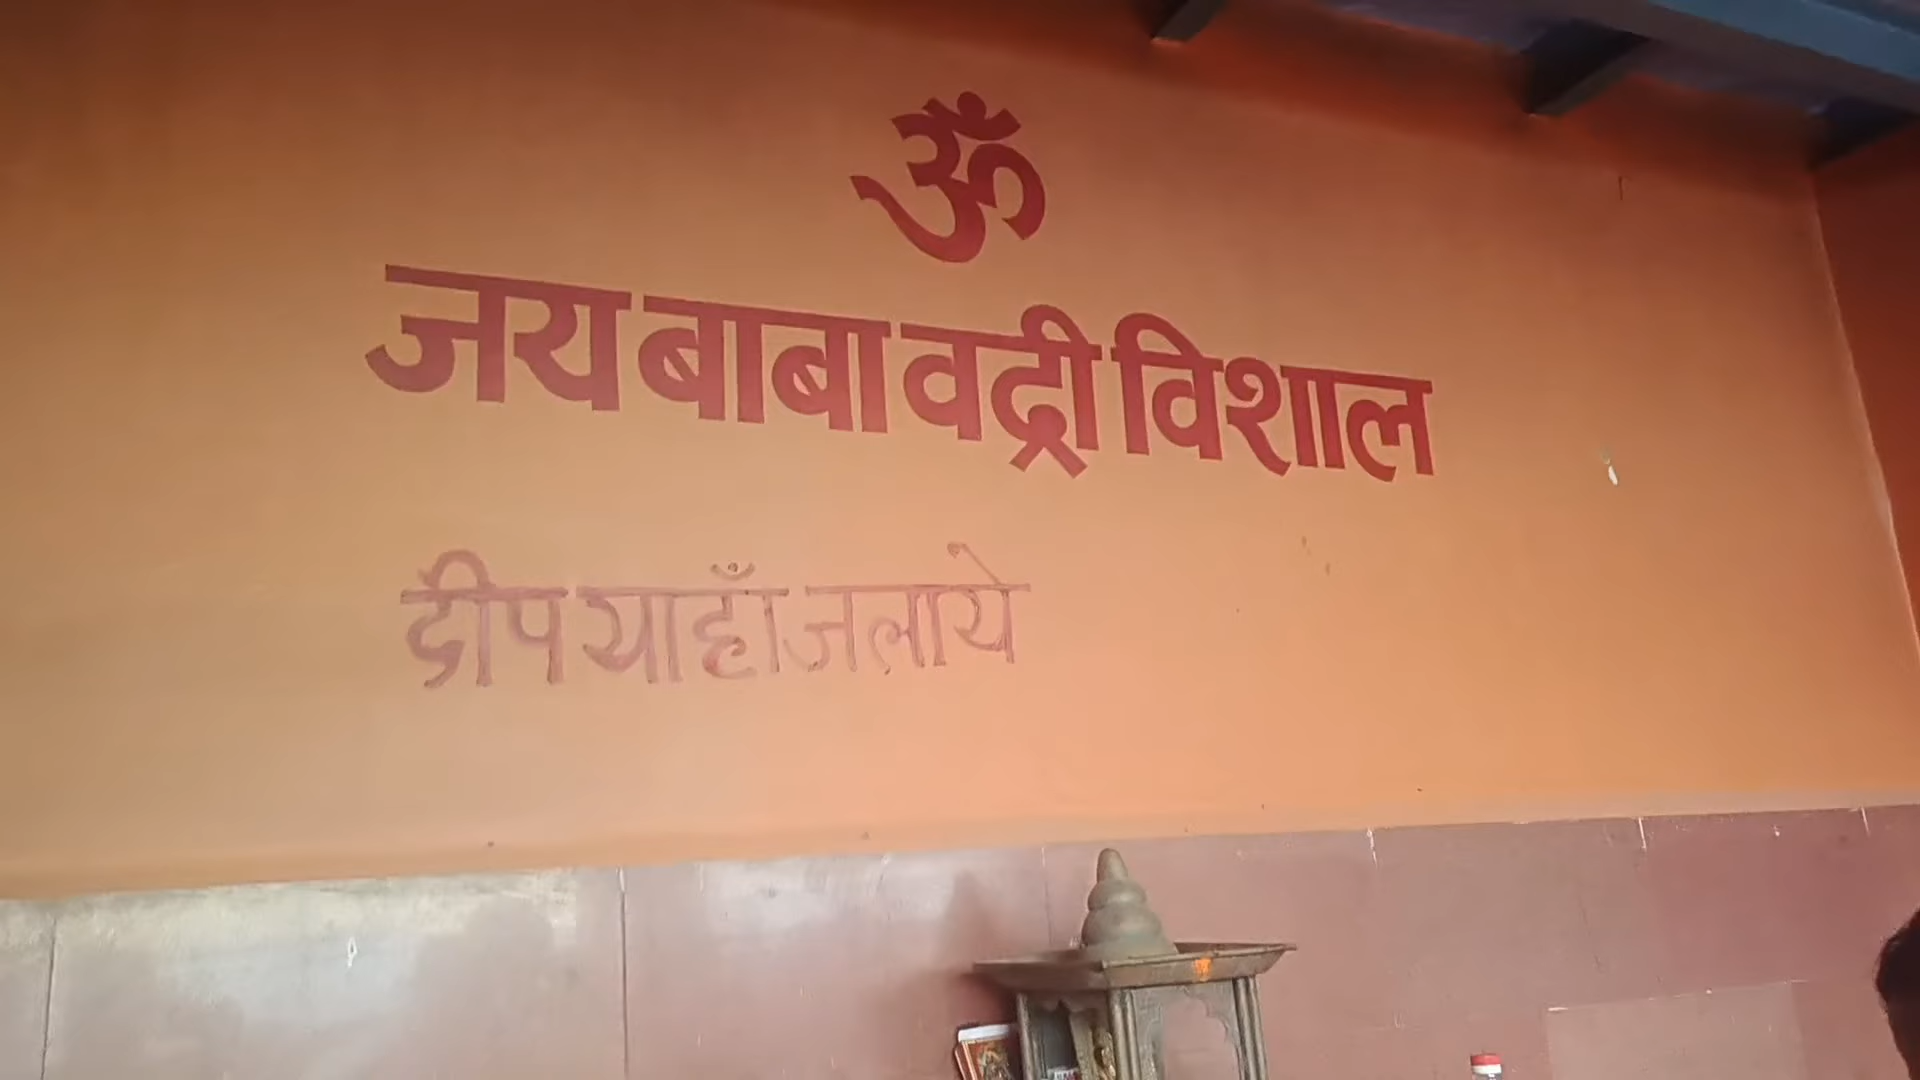 ॐ
जय बाबा वद्री विशाल
दीप याहाँ जलाये